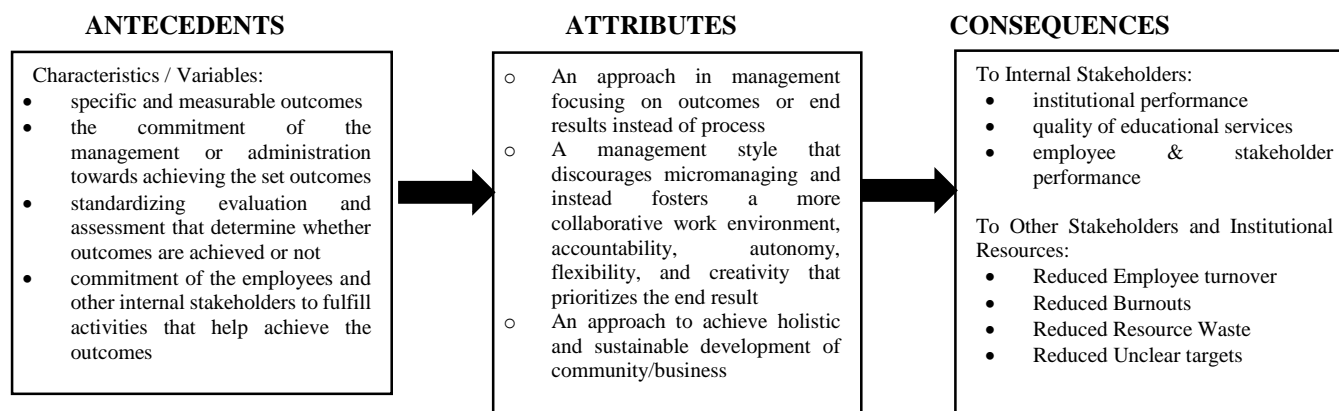 ANTECEDENTS
Characteristics / Variables:
• specific and measurable outcomes
• the commitment of the
management or administration
towards achieving the set outcomes
• standardizing evaluation and
assessment that determine whether
outcomes are achieved or not
• commitment of the employees and
other internal stakeholders to fulfill
activities that help achieve the
outcomes
ATTRIBUTES
o An approach in management
focusing on outcomes or end
results instead of process
o A management style that
discourages micromanaging and
instead fosters a more
collaborative work environment,
accountability, autonomy,
flexibility, and creativity that
prioritizes the end result
o An approach to achieve holistic
and sustainable development of
community/business
CONSEQUENCES
To Internal Stakeholders:
• institutional performance
• quality of educational services
• employee & stakeholder
performance
To Other Stakeholders and Institutional
Resources:
• Reduced Employee turnover
• Reduced Burnouts
• Reduced Resource Waste
• Reduced Unclear targets